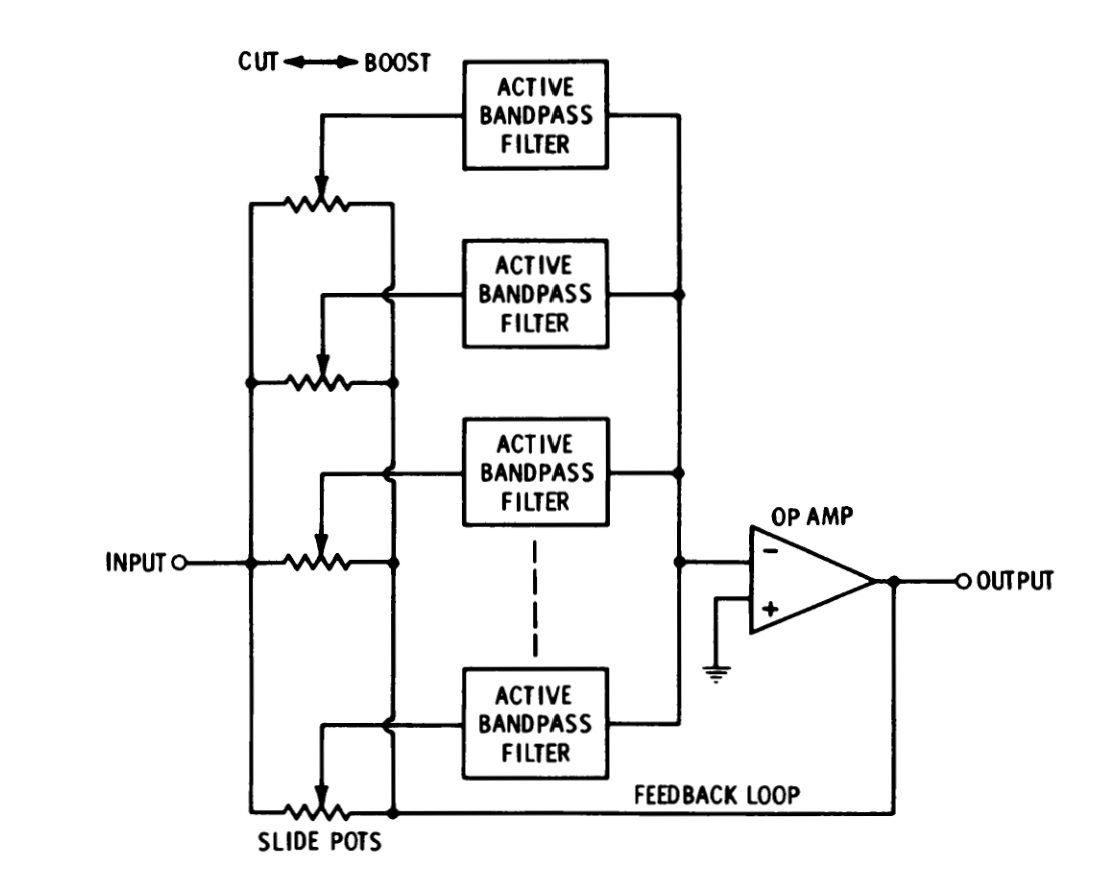 CUT ◄─► BOOST
ACTIVE
BANDPASS
FILTER
ACTIVE
BANDPASS
FILTER
ACTIVE
BANDPASS
FILTER
OP AMP
INPUT
−
+
OUTPUT
ACTIVE
BANDPASS
FILTER
FEEDBACK LOOP
SLIDE POTS